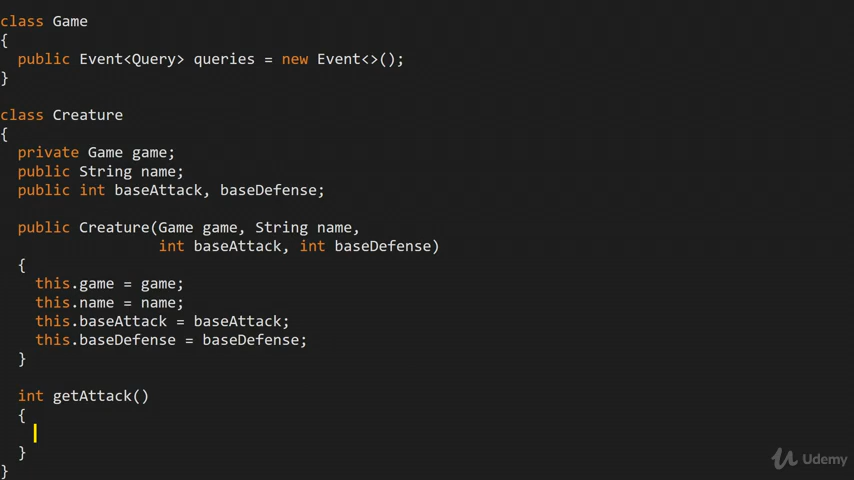 class Game
{
  public Event<Query> queries = new Event<>();
}

class Creature
{
  private Game game;
  public String name;
  public int baseAttack, baseDefense;

  public Creature(Game game, String name,
                  int baseAttack, int baseDefense)
  {
    this.game = game;
    this.name = name;
    this.baseAttack = baseAttack;
    this.baseDefense = baseDefense;
  }

  int getAttack()
  {

  }
}
Udemy